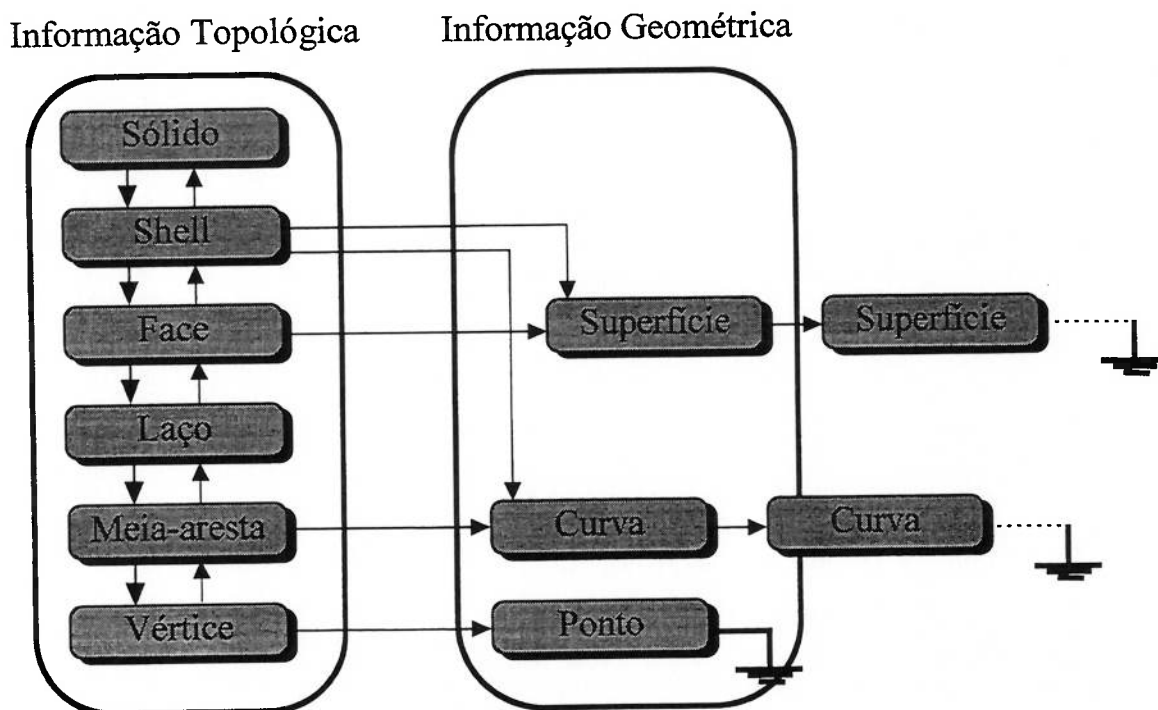 Informação Topológica
Informação Geométrica
Sólido
Shell
Face
Superfície
Superfície
Laço
Meia-aresta
Curva
Curva
Vértice
Ponto